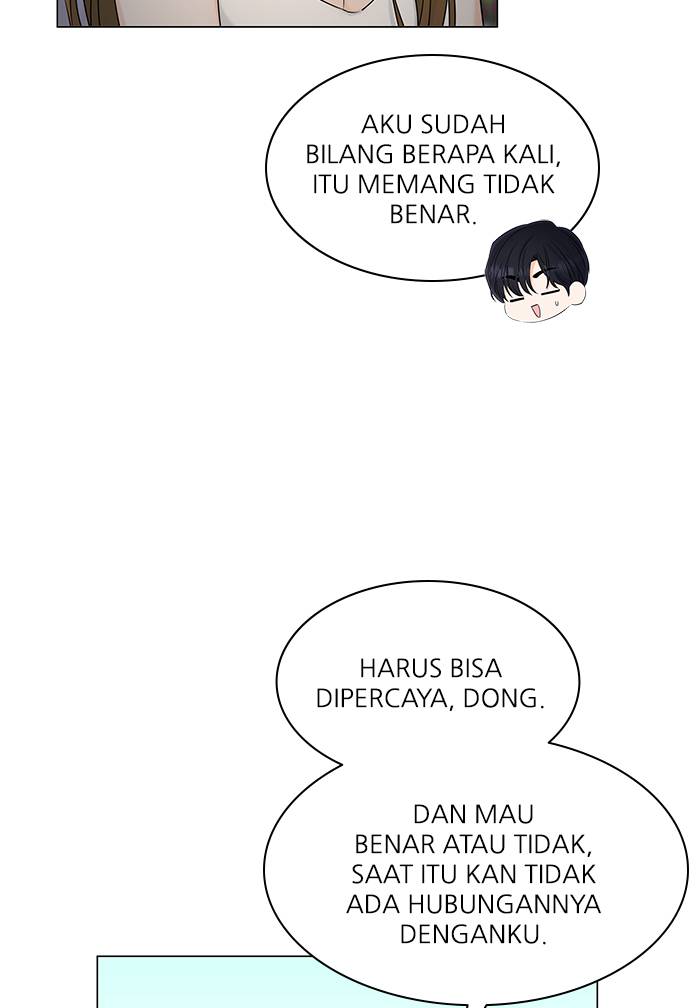 AKU SUDAH
BILANG BERAPA KALI,
ITU MEMANG TIDAK
BENAR.
HARUS BISA
DIPERCAYA, DONG.
DAN MAU
BENAR ATAU TIDAK,
SAAT ITU KAN TIDAK
ADA HUBUNGANNYA
DENGANKU.